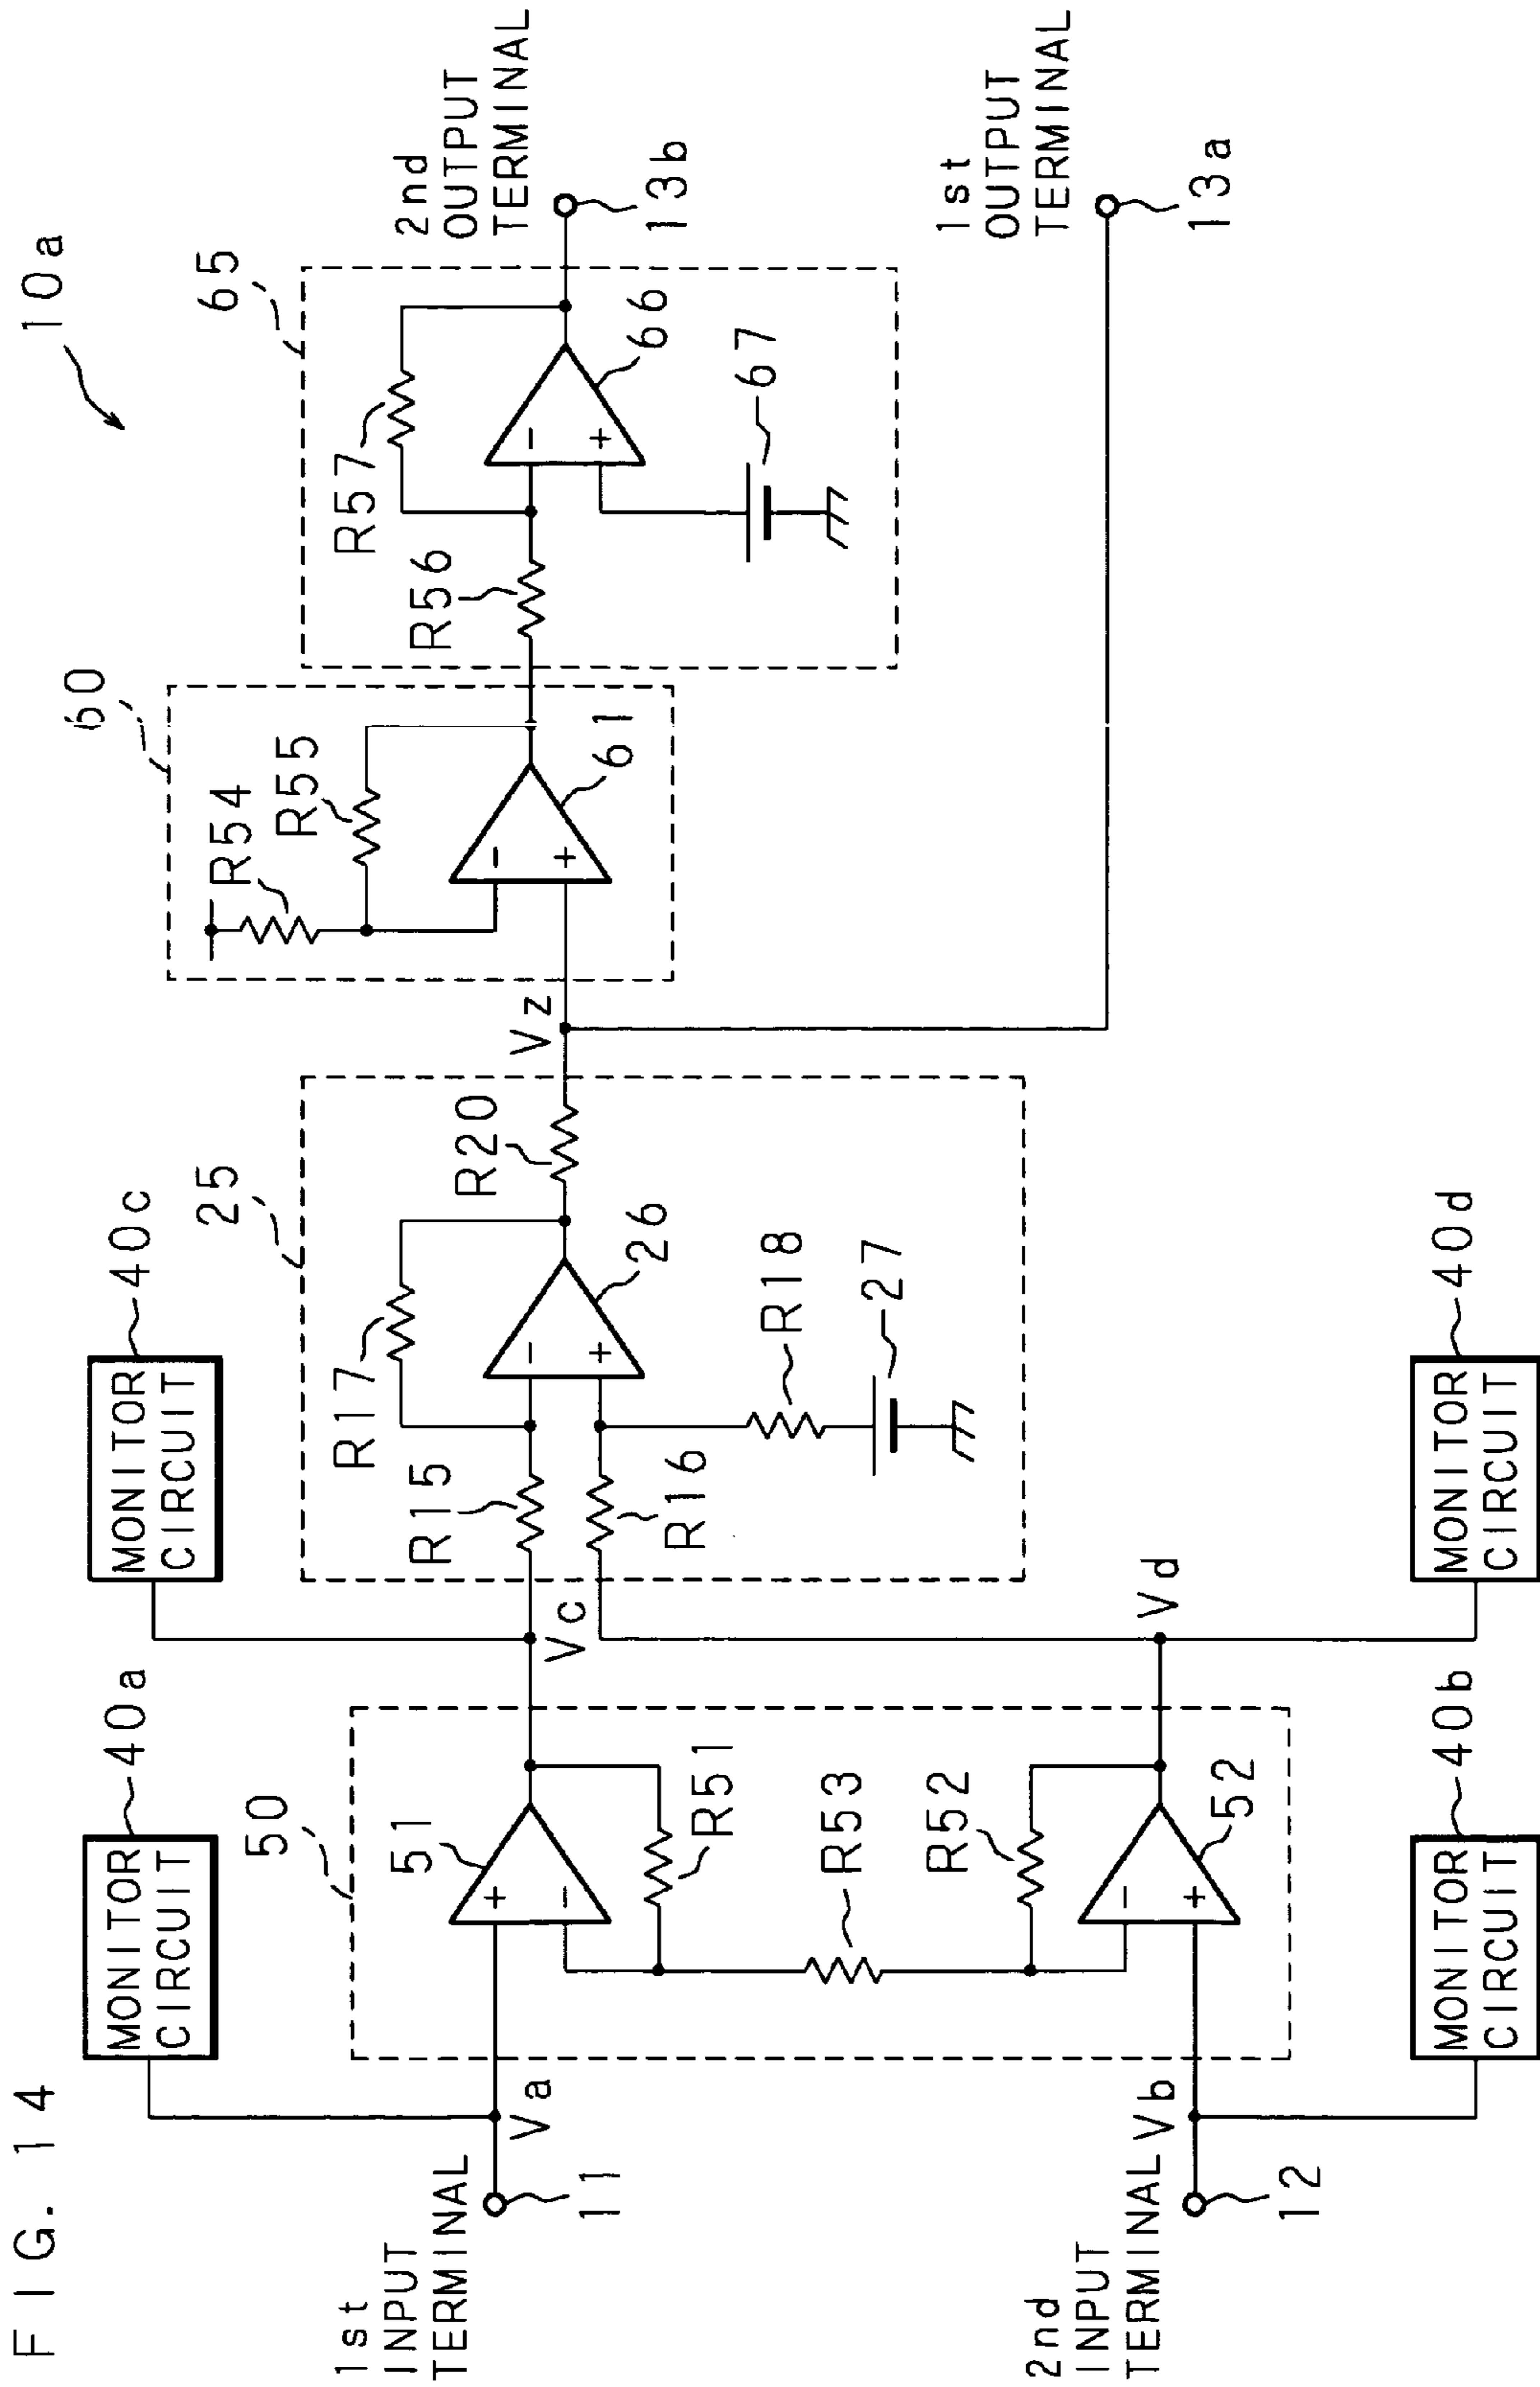 FIG. 14
10a
1st
INPUT
TERMINAL
11
Va
MONITOR
CIRCUIT
40a
50
51
R51
R53
R52
52
2nd
INPUT
TERMINAL
12
Vb
MONITOR
CIRCUIT
40b
MONITOR
CIRCUIT
40c
Vc
Vd
MONITOR
CIRCUIT
40d
25
R15
R17
R16
26
R18
27
R20
Vz
60
R54
R55
61
65
R56
R57
66
67
2nd
OUTPUT
TERMINAL
13b
1st
OUTPUT
TERMINAL
13a
+
−
−
+
−
+
−
+
−
+